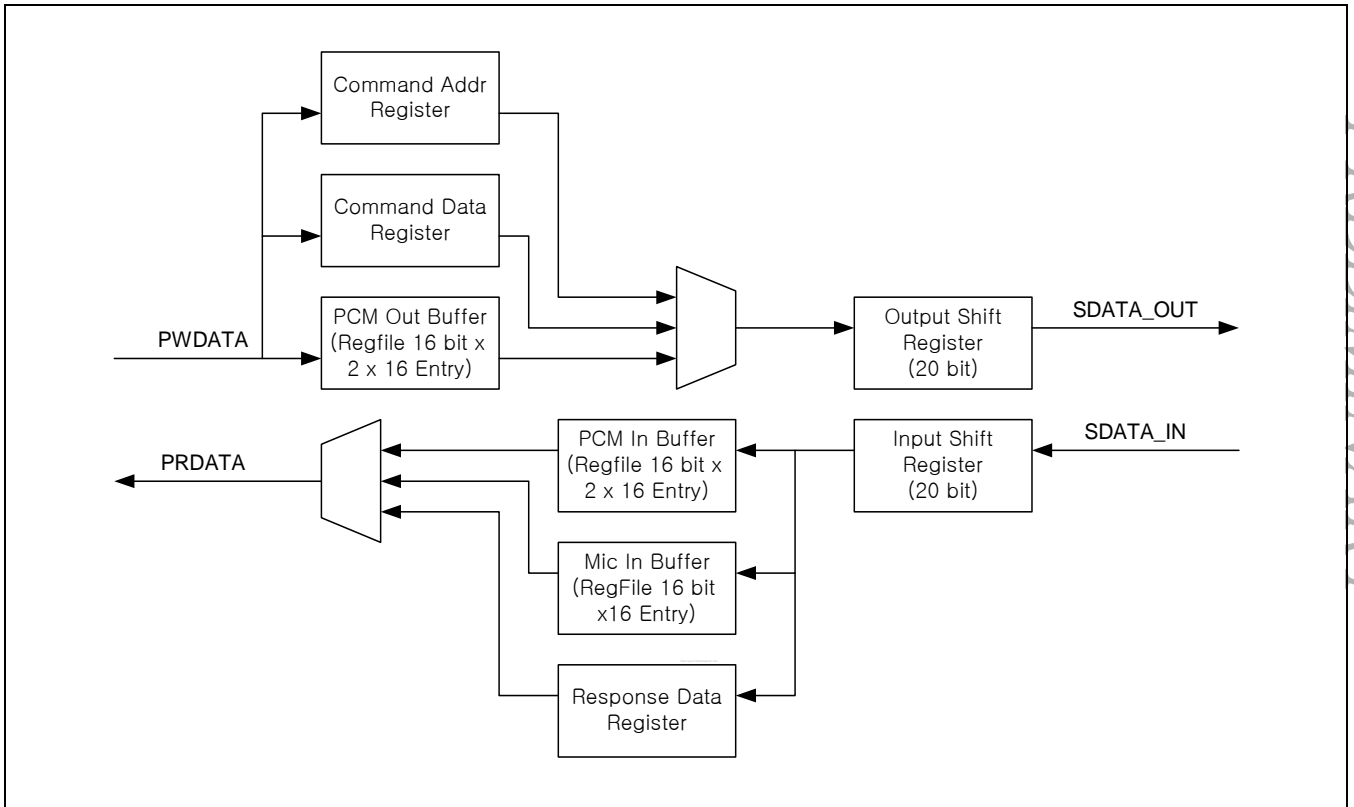 Command Addr
Register
Command Data
Register
PWDATA
PCM Out Buffer
(Regfile 16 bit x
2 x 16 Entry)
Output Shift
Register
(20 bit)
SDATA_OUT
PRDATA
PCM In Buffer
(Regfile 16 bit x
2 x 16 Entry)
Input Shift
Register
(20 bit)
SDATA_IN
Mic In Buffer
(RegFile 16 bit
x16 Entry)
Response Data
Register